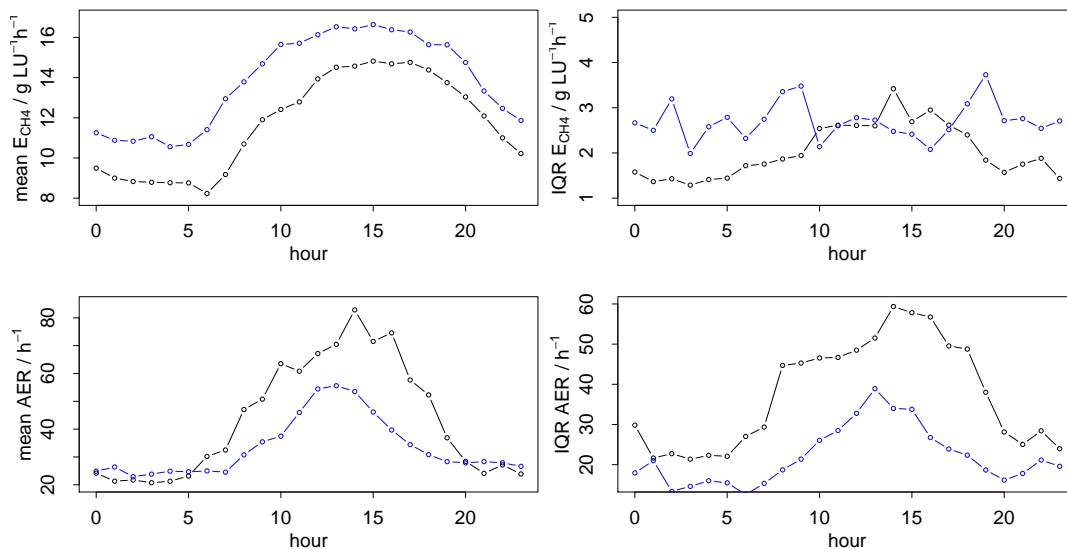 mean E_CH4 / g LU⁻¹h⁻¹
16
14
12
10
8
0 5 10 15 20
hour
IQR E_CH4 / g LU⁻¹h⁻¹
5
4
3
2
1
0 5 10 15 20
hour
mean AER / h⁻¹
80
60
40
20
0 5 10 15 20
hour
IQR AER / h⁻¹
60
50
40
30
20
0 5 10 15 20
hour